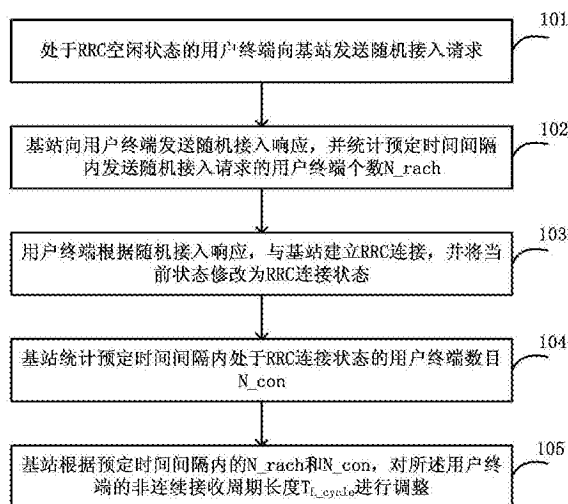 101
处于RRC空闲状态的用户终端向基站发送随机接入请求
102
基站向用户终端发送随机接入响应，并统计预定时间间隔
内发送随机接入请求的用户终端个数N_rach
103
用户终端根据随机接入响应，与基站建立RRC连接，并将当
前状态修改为RRC连接状态
104
基站统计预定时间间隔内处于RRC连接状态的用户终端数目
N_con
105
基站根据预定时间间隔内的N_rach和N_con，对所述用户终
端的非连续接收周期长度T_L_cycle进行调整